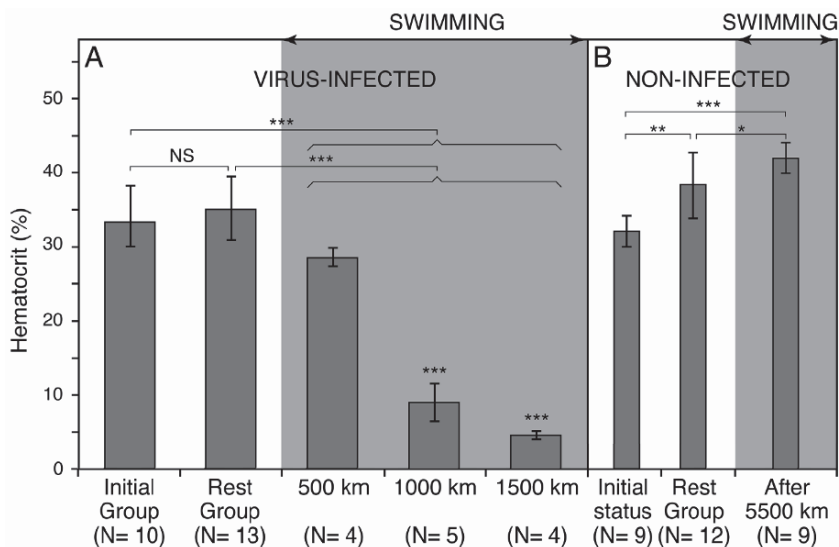 SWIMMING
SWIMMING
A
B
VIRUS-INFECTED
NON-INFECTED
Hematocrit (%)
50
40
30
20
10
0
***
NS
***
***
***
***
**
*
Initial
Group
(N= 10)
Rest
Group
(N= 13)
500 km
(N= 4)
1000 km
(N= 5)
1500 km
(N= 4)
Initial
status
(N= 9)
Rest
Group
(N= 12)
After
5500 km
(N= 9)